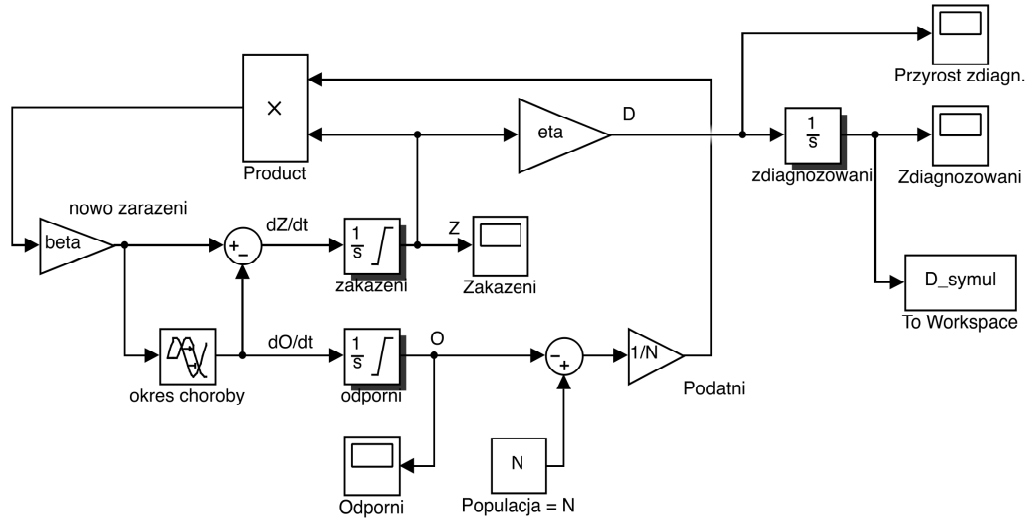 Przyrost zdiagn.
×
Product
eta
D
1
s
zdiagnozowani
Zdiagnozowani
nowo zarazeni
beta
+
−
dZ/dt
1
s
zakazeni
Z
Zakazeni
D_symul
To Workspace
okres choroby
dO/dt
1
s
odporni
O
−
+
1/N
Podatni
Odporni
N
Populacja = N